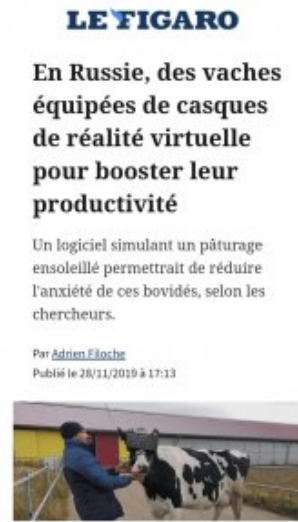 LE FIGARO
En Russie, des vaches
équipées de casques
de réalité virtuelle
pour booster leur
productivité
Un logiciel simulant un pâturage
ensoleillé permettrait de réduire
l'anxiété de ces bovidés, selon les
chercheurs.
Par Adrien Filoche
Publié le 28/11/2019 à 17:13